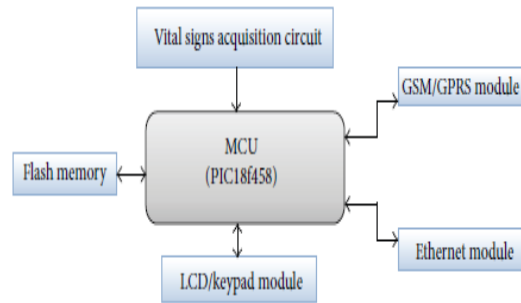 Vital signs acquisition circuit
GSM/GPRS module
MCU
(PIC18f458)
Flash memory
Ethernet module
LCD/keypad module